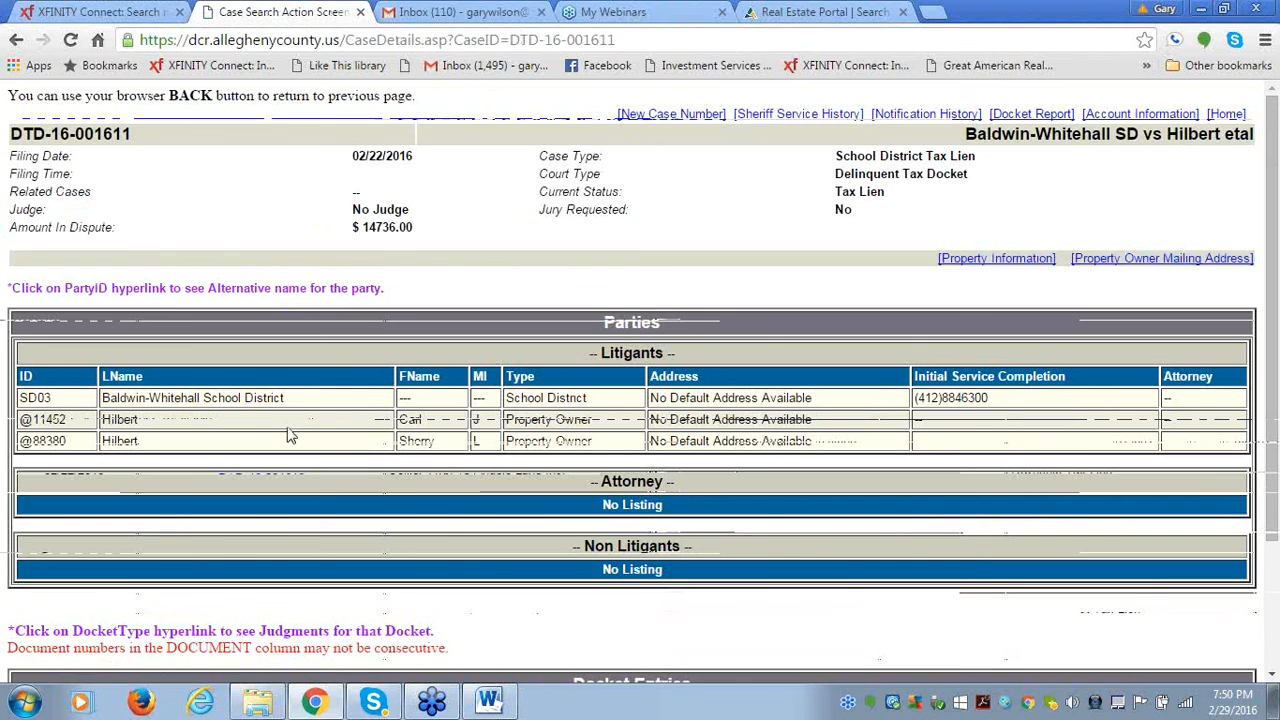 XFINITY Connect: Search r
Case Search Action Screen
Inbox (110) - garywilson@
My Webinars
Real Estate Portal | Search
Gary
https://dcr.alleghenycounty.us/CaseDetails.asp?CaseID=DTD-16-001611
Apps
Bookmarks
XFINITY Connect: In...
Like This library
Inbox (1,495) - gary...
Facebook
Investment Services ...
XFINITY Connect: In...
Great American Real...
Other bookmarks
You can use your browser BACK button to return to previous page.
[New Case Number] [Sheriff Service History] [Notification History] [Docket Report] [Account Information] [Home]
DTD-16-001611 Baldwin-Whitehall SD vs Hilbert etal
Filing Date: 02/22/2016 Case Type: School District Tax Lien
Filing Time: Court Type Delinquent Tax Docket
Related Cases -- Current Status: Tax Lien
Judge: No Judge Jury Requested: No
Amount In Dispute: $ 14736.00
[Property Information] [Property Owner Mailing Address]
*Click on PartyID hyperlink to see Alternative name for the party.
Parties
-- Litigants --
ID LName FName MI Type Address Initial Service Completion Attorney
SD03 Baldwin-Whitehall School District --- --- School District No Default Address Available (412)8846300 --
@11452 Hilbert Carl J Property Owner No Default Address Available --
@88380 Hilbert Sherry L Property Owner No Default Address Available
-- Attorney --
No Listing
-- Non Litigants --
No Listing
*Click on DocketType hyperlink to see Judgments for that Docket.
Document numbers in the DOCUMENT column may not be consecutive.
Docket Entries
7:50 PM
2/29/2016